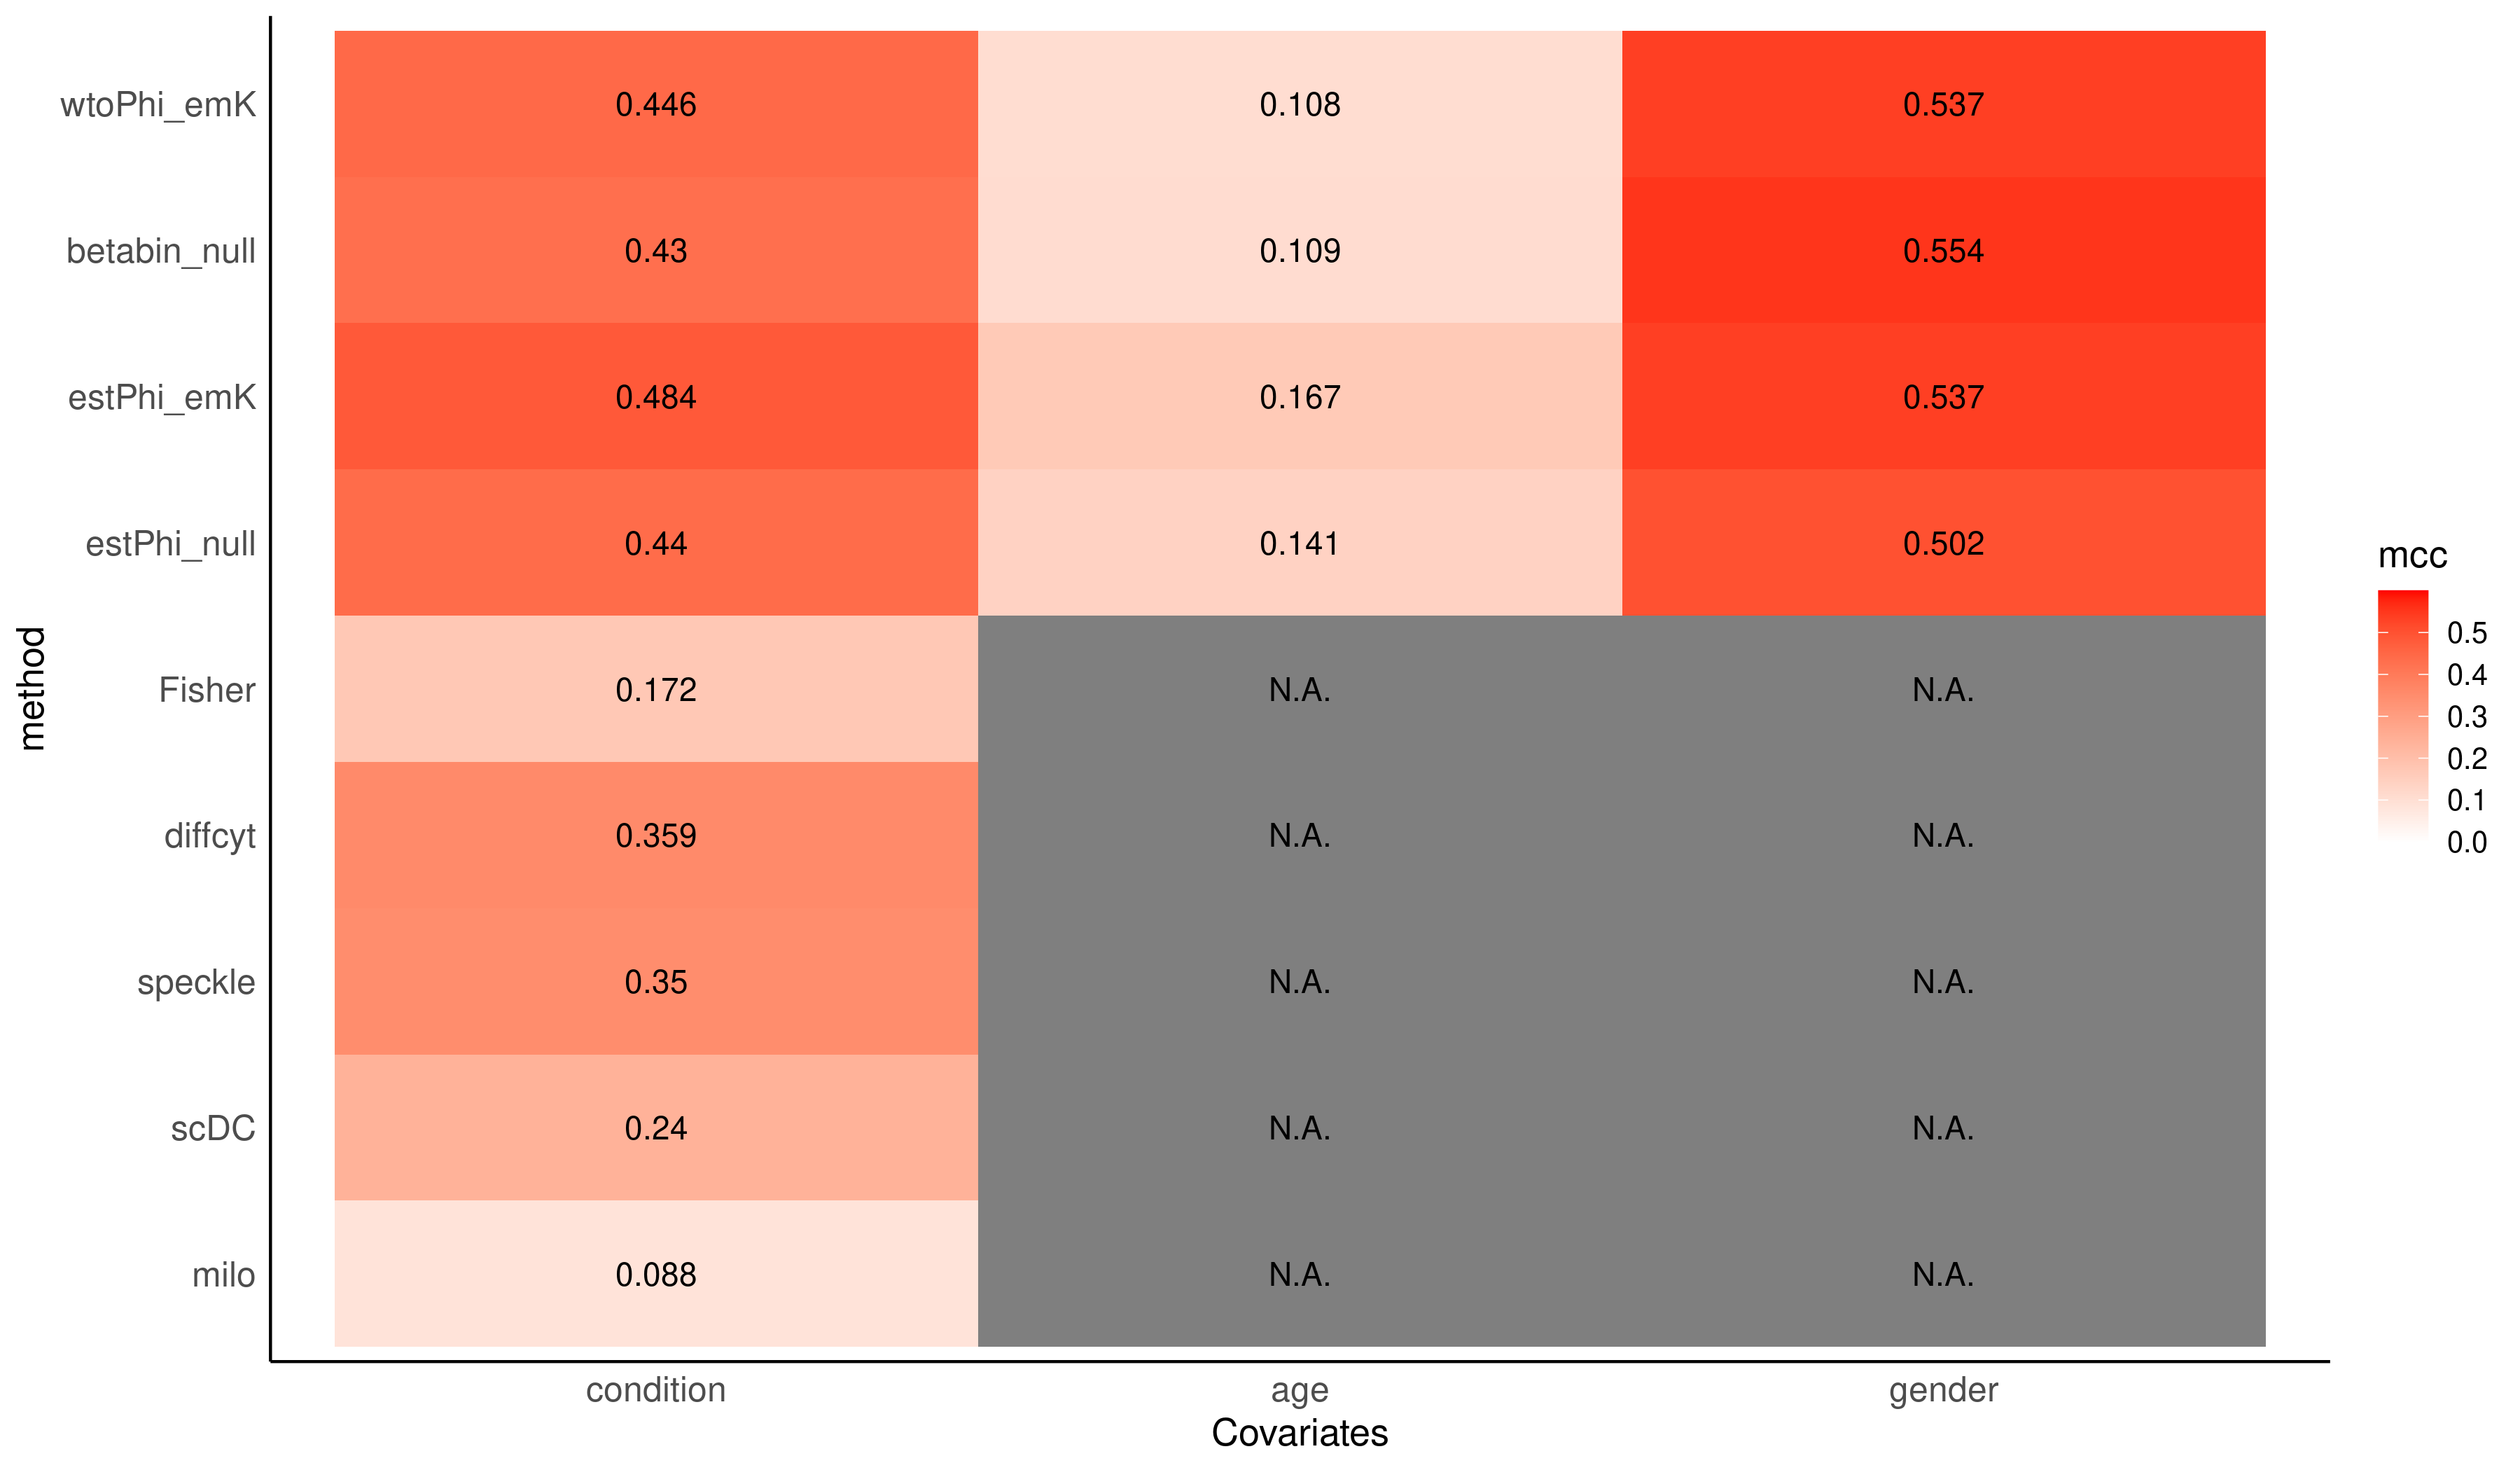 wtoPhi_emK 0.446 0.108 0.537
betabin_null 0.43 0.109 0.554
estPhi_emK 0.484 0.167 0.537
estPhi_null 0.44 0.141 0.502
Fisher 0.172 N.A. N.A.
diffcyt 0.359 N.A. N.A.
speckle 0.35 N.A. N.A.
scDC 0.24 N.A. N.A.
milo 0.088 N.A. N.A.
condition age gender
Covariates
method
mcc
0.5
0.4
0.3
0.2
0.1
0.0